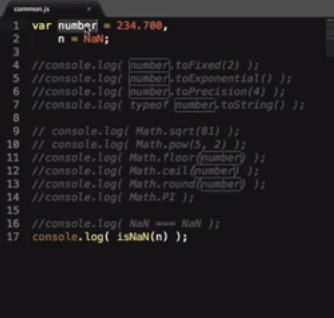 common.js x
1 var number = 234.700,
2 n = NaN;
3
4 //console.log( number.toFixed(2) );
5 //console.log( number.toExponential() );
6 //console.log( number.toPrecision(4) );
7 //console.log( typeof number.toString() );
8
9 // console.log( Math.sqrt(81) );
10 // console.log( Math.pow(5, 2) );
11 //console.log( Math.floor(number) );
12 //console.log( Math.ceil(number) );
13 //console.log( Math.round(number) );
14 //console.log( Math.PI );
15
16 //console.log( NaN === NaN );
17 console.log( isNaN(n) );